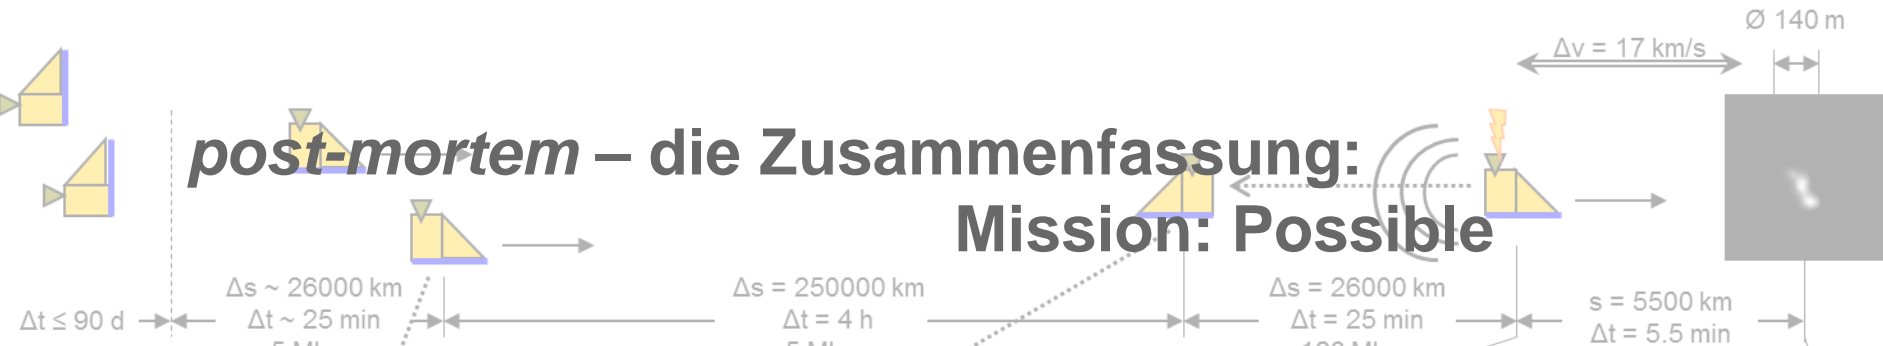 Ø 140 m
Δv = 17 km/s
post-mortem – die Zusammenfassung:
Mission: Possible
Δs ~ 26000 km
Δt ~ 25 min
Δt ≤ 90 d
Δs = 250000 km
Δt = 4 h
Δs = 26000 km
Δt = 25 min
s = 5500 km
Δt = 5.5 min